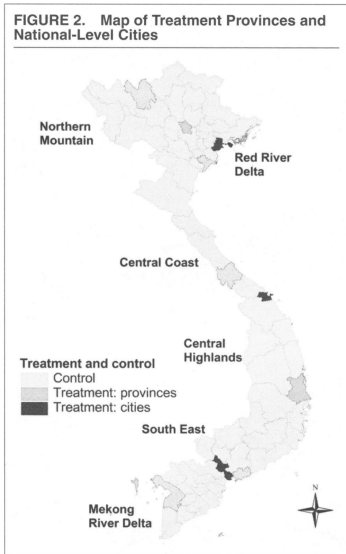 FIGURE 2. Map of Treatment Provinces and
National-Level Cities
Northern
Mountain
Red River
Delta
Central Coast
Central
Highlands
Treatment and control
Control
Treatment: provinces
Treatment: cities
South East
Mekong
River Delta
N